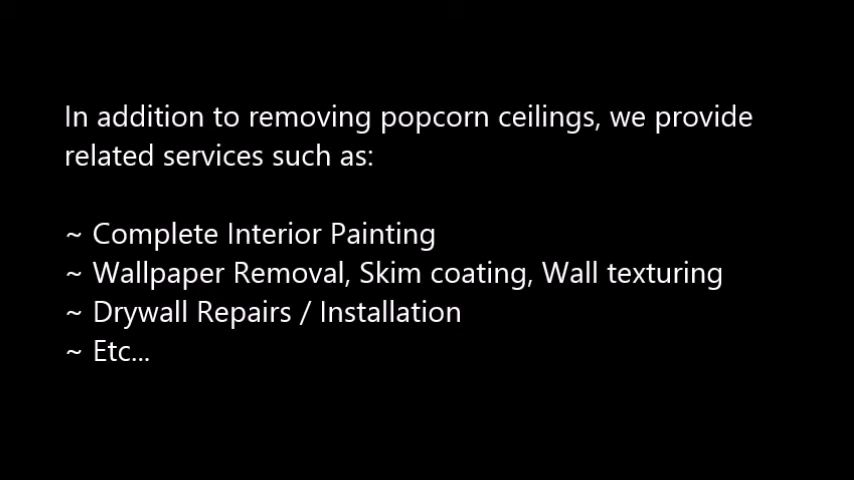 In addition to removing popcorn ceilings, we provide
related services such as:
~ Complete Interior Painting
~ Wallpaper Removal, Skim coating, Wall texturing
~ Drywall Repairs / Installation
~ Etc...